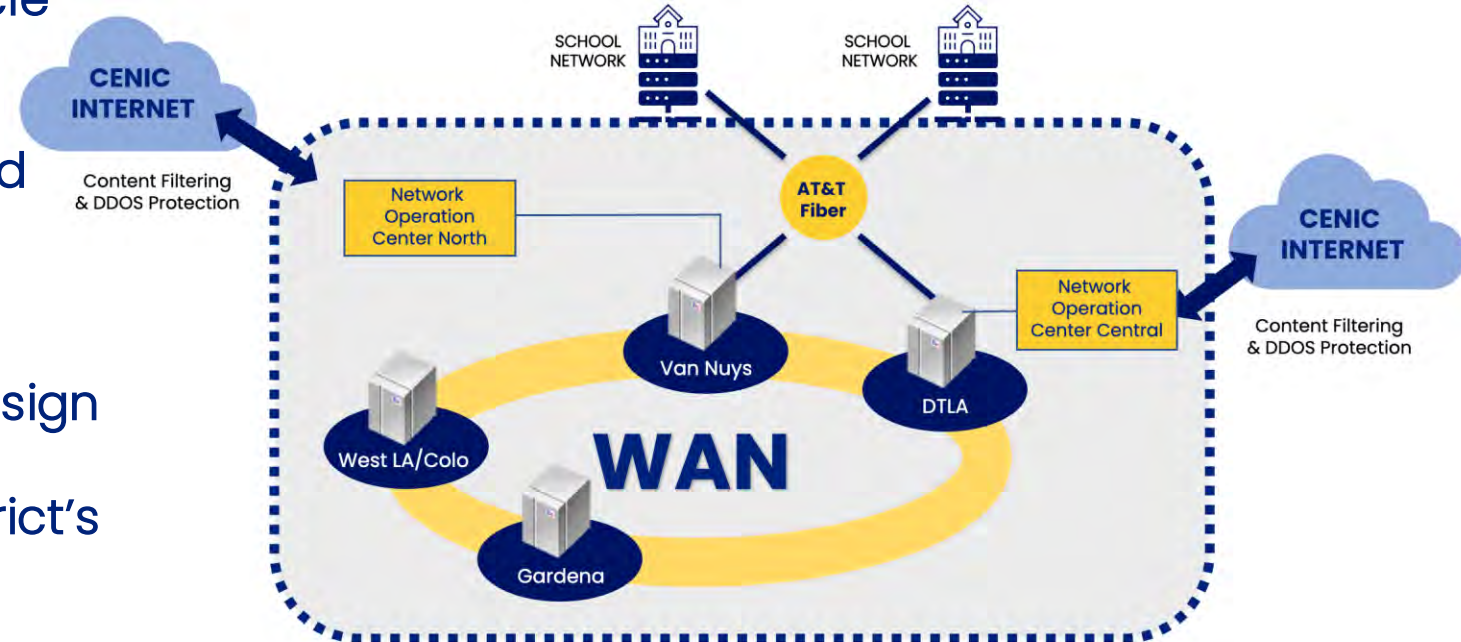 cle
d
sign
rict's
CENIC
INTERNET
Content Filtering
& DDOS Protection
SCHOOL
NETWORK
SCHOOL
NETWORK
Network
Operation
Center North
AT&T
Fiber
CENIC
INTERNET
Network
Operation
Center Central
Content Filtering
& DDOS Protection
Van Nuys
DTLA
West LA/Colo
WAN
Gardena